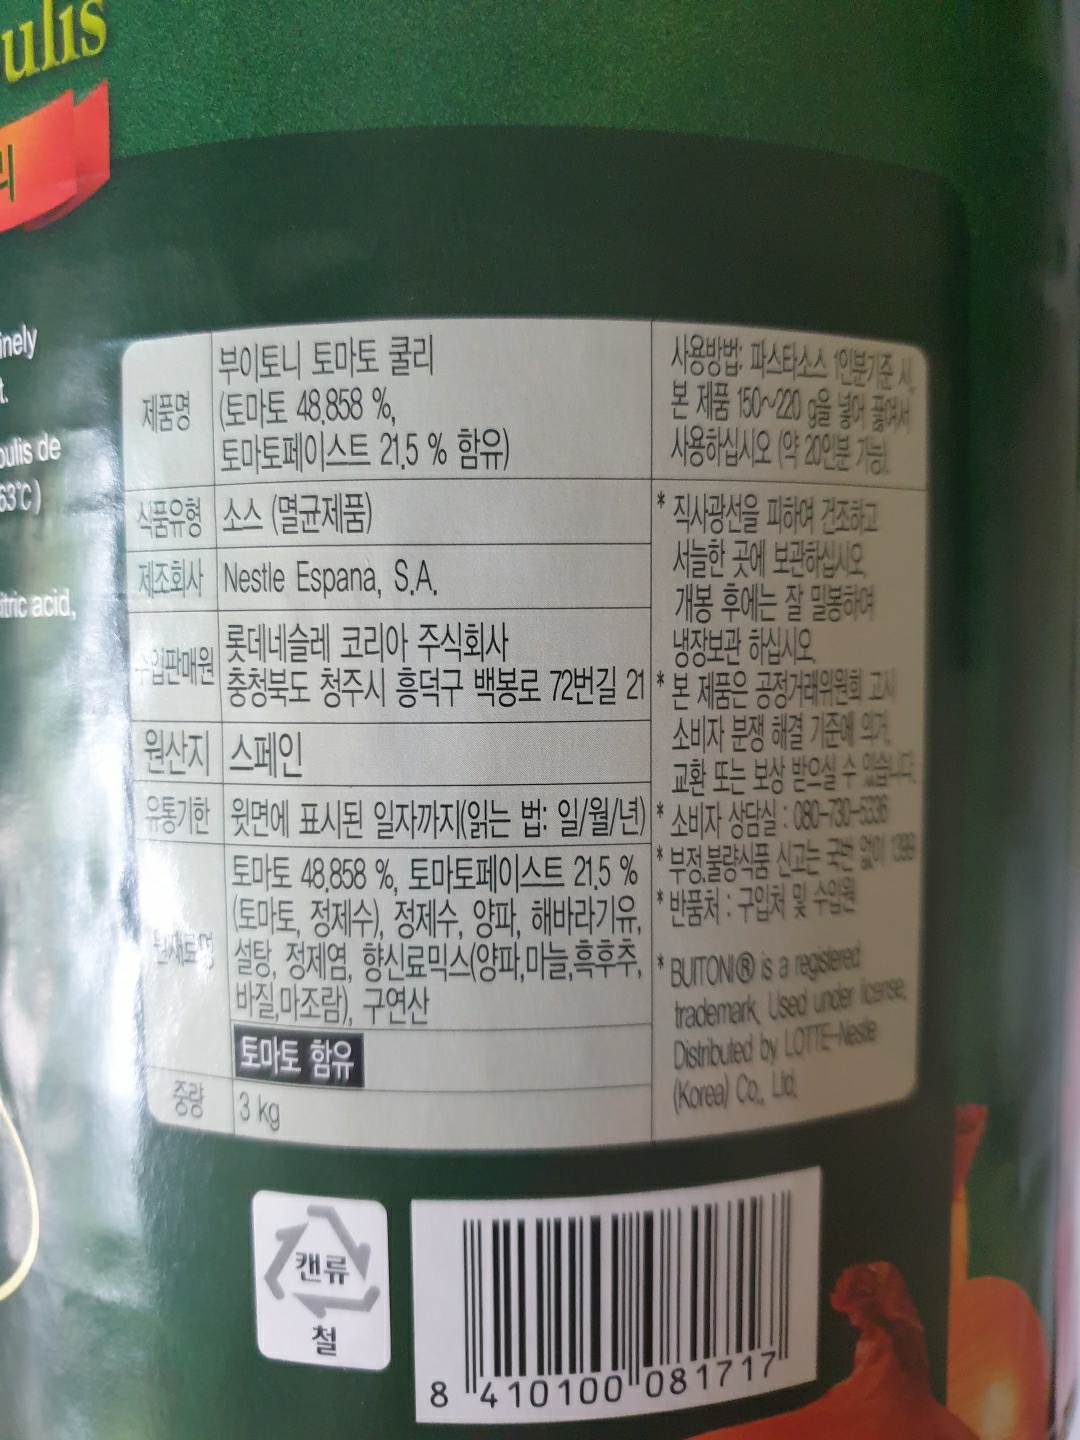 ulis
리
inely
t.
oulis de
63℃)
itric acid,
제품명
부이토니 토마토 쿨리
(토마토 48.858 %,
토마토페이스트 21.5 % 함유)
식품유형
소스 (멸균제품)
제조회사
Nestle Espana, S.A.
수입판매원
롯데네슬레 코리아 주식회사
충청북도 청주시 흥덕구 백봉로 72번길 21
원산지
스페인
유통기한
윗면에 표시된 일자까지(읽는 법: 일/월/년)
원재료명
토마토 48.858 %, 토마토페이스트 21.5 %
(토마토, 정제수), 정제수, 양파, 해바라기유,
설탕, 정제염, 향신료믹스(양파,마늘,흑후추,
바질,마조람), 구연산
토마토 함유
중량
3 kg
사용방법: 파스타소스 1인분기준 시,
본 제품 150~220 g을 넣어 끓여서
사용하십시오 (약 20인분 가능).
* 직사광선을 피하여 건조하고
서늘한 곳에 보관하십시오.
개봉 후에는 잘 밀봉하여
냉장보관 하십시오.
* 본 제품은 공정거래위원회 고시
소비자 분쟁 해결 기준에 의거,
교환 또는 보상 받으실 수 있습니다.
* 소비자 상담실 : 080-730-5336
* 부정,불량식품 신고는 국번 없이 1399
* 반품처 : 구입처 및 수입원
* BUITONI® is a registered
trademark. Used under license,
Distributed by LOTTE-Nestle
(Korea) Co., Ltd.
캔류
철
8 410100 081717